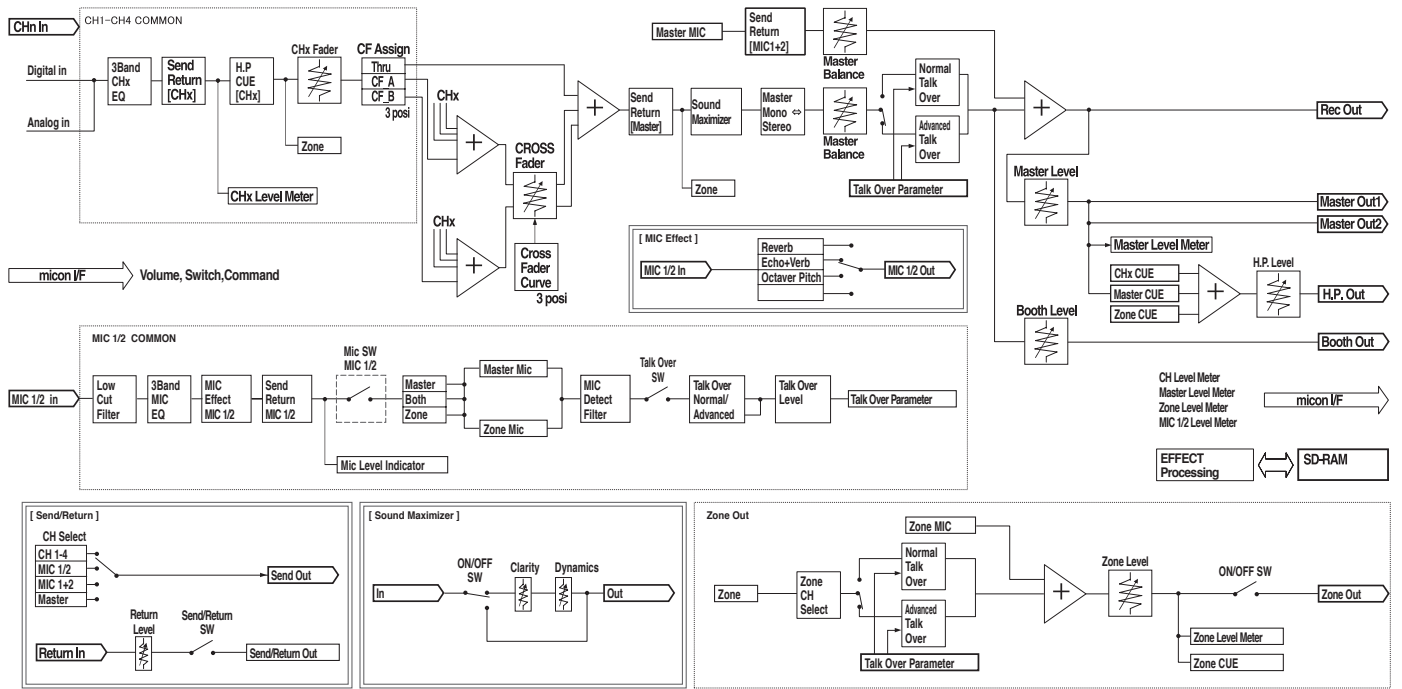 CHn In
CH1-CH4 COMMON
Digital in
Analog in
3Band
CHx
EQ
Send
Return
[CHx]
H.P
CUE
[CHx]
CHx Fader
CF Assign
Thru
CF_A
CF_B
3 posi
Zone
CHx Level Meter
CHx
CHx
CROSS
Fader
Cross
Fader
Curve
3 posi
Master MIC
Send
Return
[MIC1+2]
Master
Balance
Send
Return
[Master]
Sound
Maximizer
Master
Mono ⇔
Stereo
Master
Balance
Normal
Talk
Over
Advanced
Talk
Over
Zone
Talk Over Parameter
Rec Out
Master Level
Master Out1
Master Out2
Master Level Meter
CHx CUE
Master CUE
Zone CUE
H.P. Level
H.P. Out
Booth Level
Booth Out
micon I/F
Volume, Switch,Command
[ MIC Effect ]
MIC 1/2 In
Reverb
Echo+Verb
Octaver Pitch
MIC 1/2 Out
MIC 1/2 COMMON
MIC 1/2 in
Low
Cut
Filter
3Band
MIC
EQ
MIC
Effect
MIC 1/2
Send
Return
MIC 1/2
Mic SW
MIC 1/2
Master
Both
Zone
Master Mic
Zone Mic
MIC
Detect
Filter
Talk Over
SW
Talk Over
Normal/
Advanced
Talk Over
Level
Talk Over Parameter
Mic Level Indicator
CH Level Meter
Master Level Meter
Zone Level Meter
MIC 1/2 Level Meter
micon I/F
EFFECT
Processing
SD-RAM
[ Send/Return ]
CH Select
CH 1-4
MIC 1/2
MIC 1+2
Master
Send Out
Return
Level
Send/Return
SW
Return In
Send/Return Out
[ Sound Maximizer ]
In
ON/OFF
SW
Clarity
Dynamics
Out
Zone Out
Zone
Zone
CH
Select
Zone MIC
Normal
Talk
Over
Advanced
Talk
Over
Talk Over Parameter
Zone Level
ON/OFF SW
Zone Out
Zone Level Meter
Zone CUE